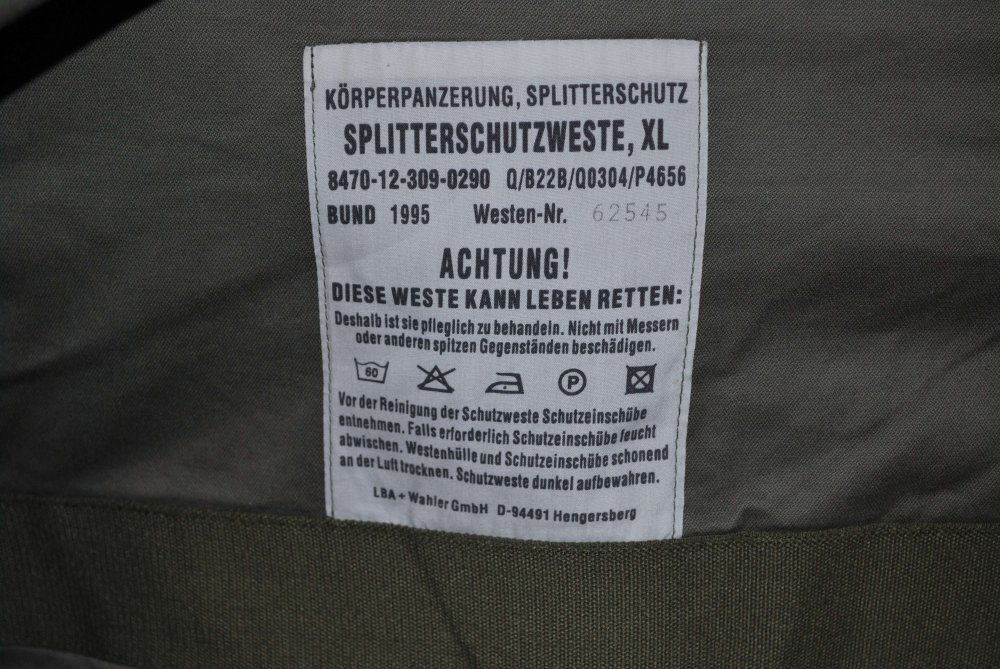 KÖRPERPANZERUNG, SPLITTERSCHUTZ
SPLITTERSCHUTZWESTE, XL
8470-12-309-0290 Q/B22B/Q0304/P4656
BUND 1995 Westen-Nr. 62545
ACHTUNG!
DIESE WESTE KANN LEBEN RETTEN:
Deshalb ist sie pfleglich zu behandeln. Nicht mit Messern
oder anderen spitzen Gegenständen beschädigen.
60 P
Vor der Reinigung der Schutzweste Schutzeinschübe
entnehmen. Falls erforderlich Schutzeinschübe feucht
abwischen. Westenhülle und Schutzeinschübe schonend
an der Luft trocknen. Schutzweste dunkel aufbewahren.
LBA + Wahler GmbH D-94491 Hengersberg